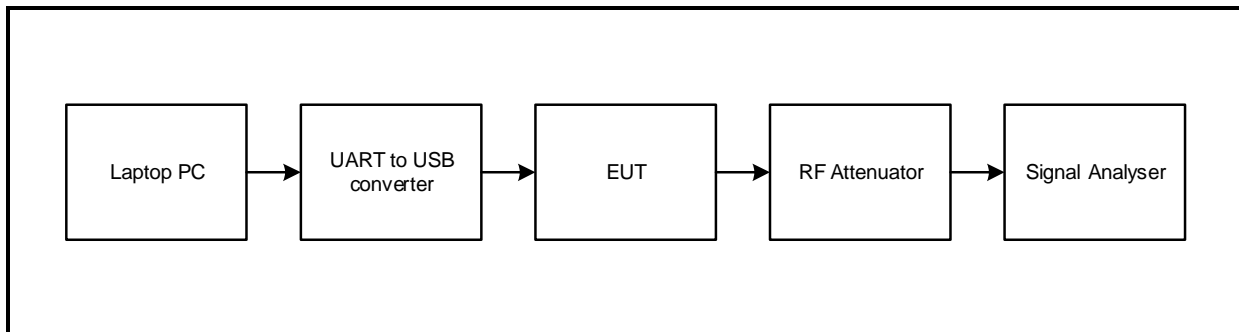 Laptop PC
UART to USB
converter
EUT
RF Attenuator
Signal Analyser